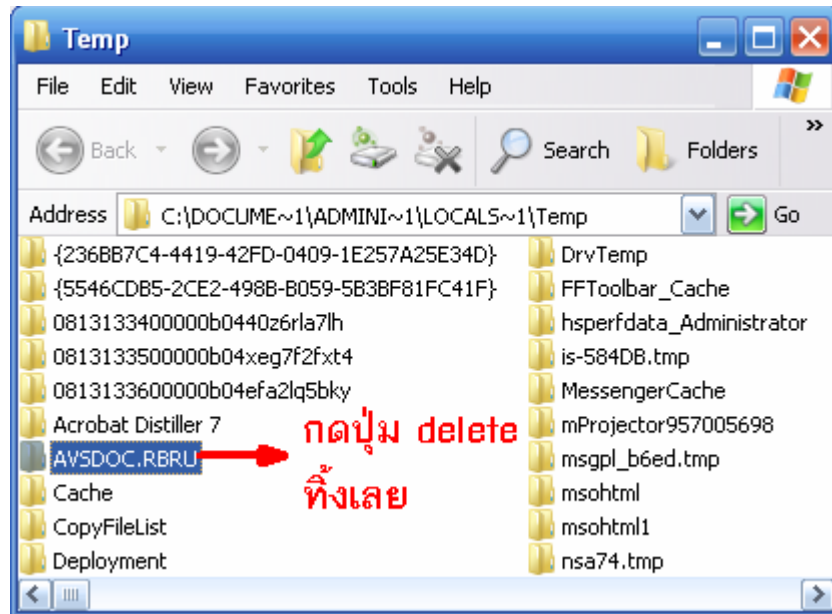 Temp
File Edit View Favorites Tools Help
Back Search Folders »
Address C:\DOCUME~1\ADMINI~1\LOCALS~1\Temp Go
{236BB7C4-4419-42FD-0409-1E257A25E34D}
{5546CDB5-2CE2-498B-B059-5B3BF81FC41F}
0813133400000b0440z6rla7lh
0813133500000b04xeg7f2fxt4
0813133600000b04efa2lq5bky
Acrobat Distiller 7
AVSDOC.RBRU
Cache
CopyFileList
Deployment
กดปุ่ม delete
ทิ้งเลย
DrvTemp
FFToolbar_Cache
hsperfdata_Administrator
is-584DB.tmp
MessengerCache
mProjector957005698
msgpl_b6ed.tmp
msohtml
msohtml1
nsa74.tmp